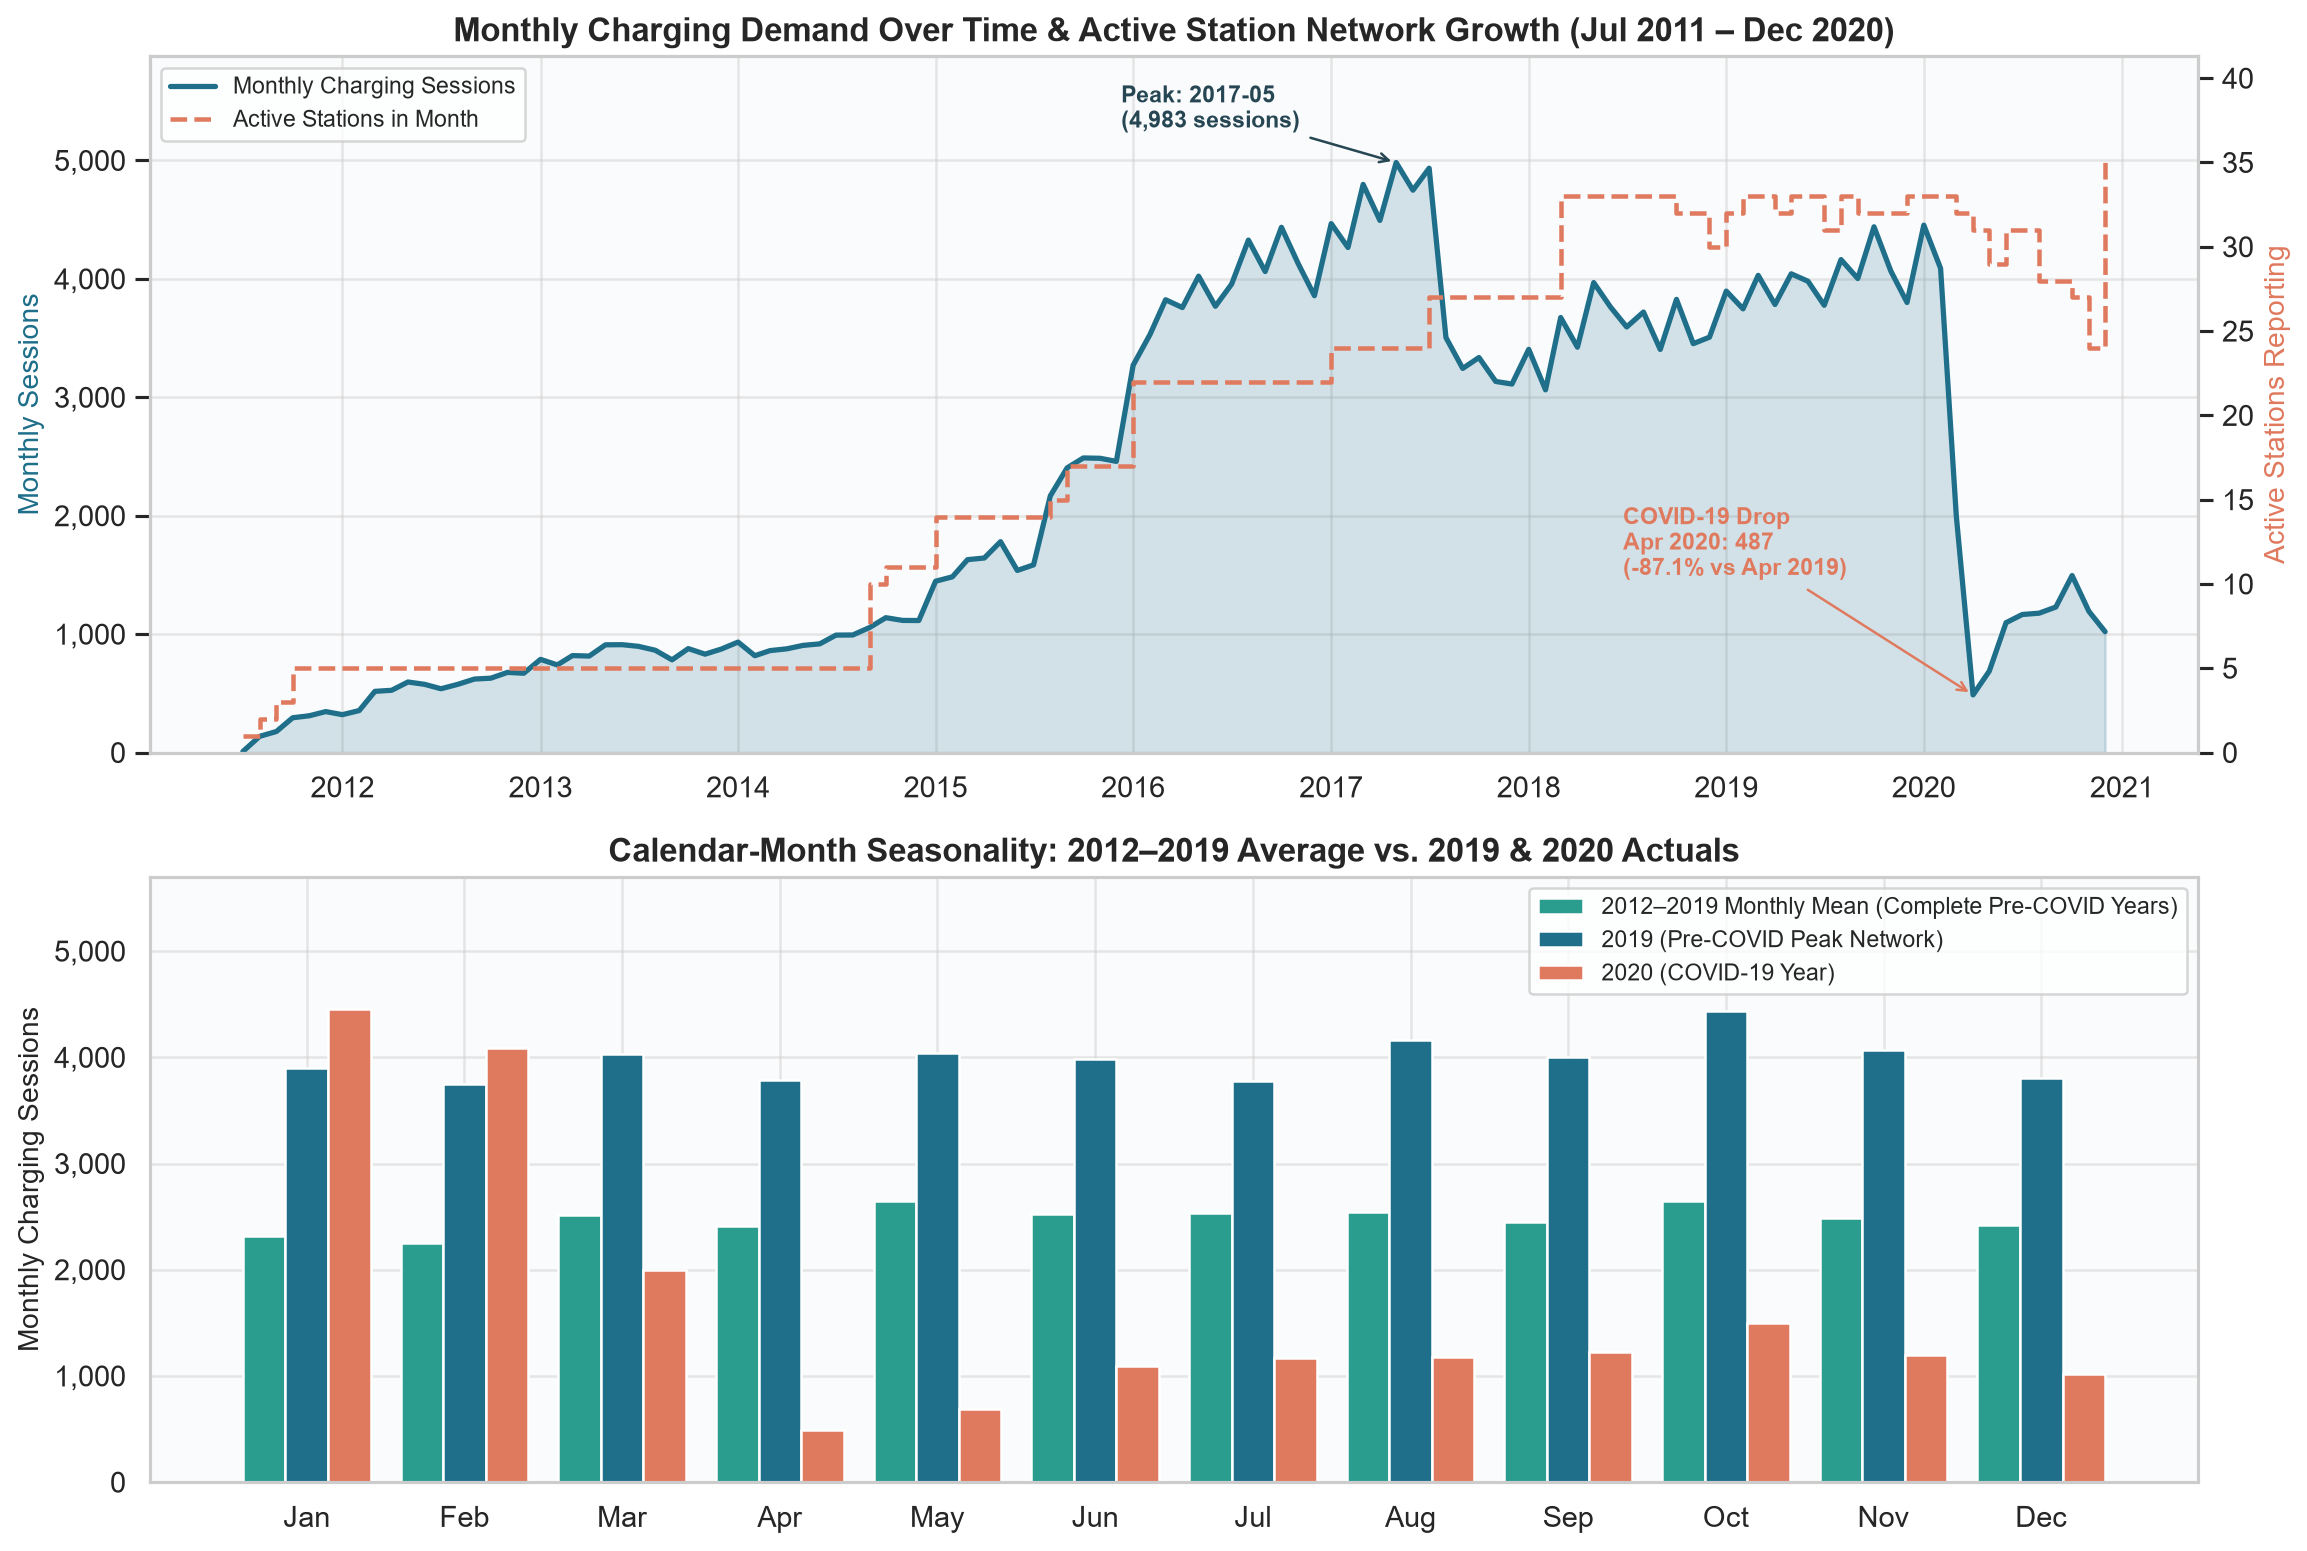 Monthly Charging Demand Over Time & Active Station Network Growth (Jul 2011 – Dec 2020)
Monthly Charging Sessions
Active Stations in Month
Peak: 2017-05
(4,983 sessions)
COVID-19 Drop
Apr 2020: 487
(-87.1% vs Apr 2019)
Monthly Sessions
5,000
4,000
3,000
2,000
1,000
0
40
35
30
25
20
15
10
5
0
Active Stations Reporting
2012 2013 2014 2015 2016 2017 2018 2019 2020 2021
Calendar-Month Seasonality: 2012–2019 Average vs. 2019 & 2020 Actuals
2012–2019 Monthly Mean (Complete Pre-COVID Years)
2019 (Pre-COVID Peak Network)
2020 (COVID-19 Year)
Monthly Charging Sessions
5,000
4,000
3,000
2,000
1,000
0
Jan Feb Mar Apr May Jun Jul Aug Sep Oct Nov Dec